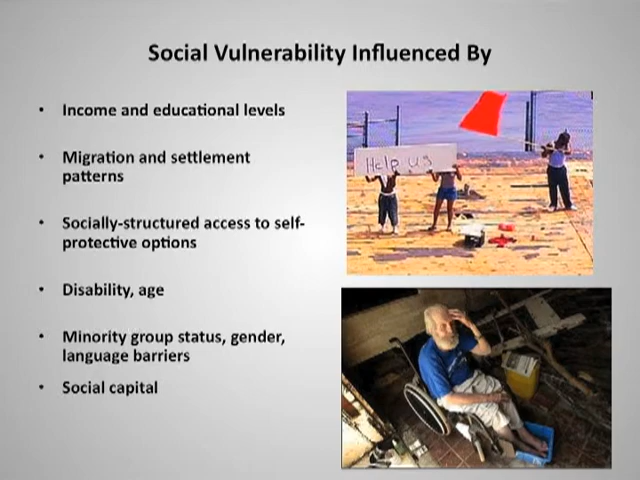 Social Vulnerability Influenced By
• Income and educational levels
• Migration and settlement
patterns
• Socially-structured access to self-
protective options
• Disability, age
• Minority group status, gender,
language barriers
• Social capital
Help us